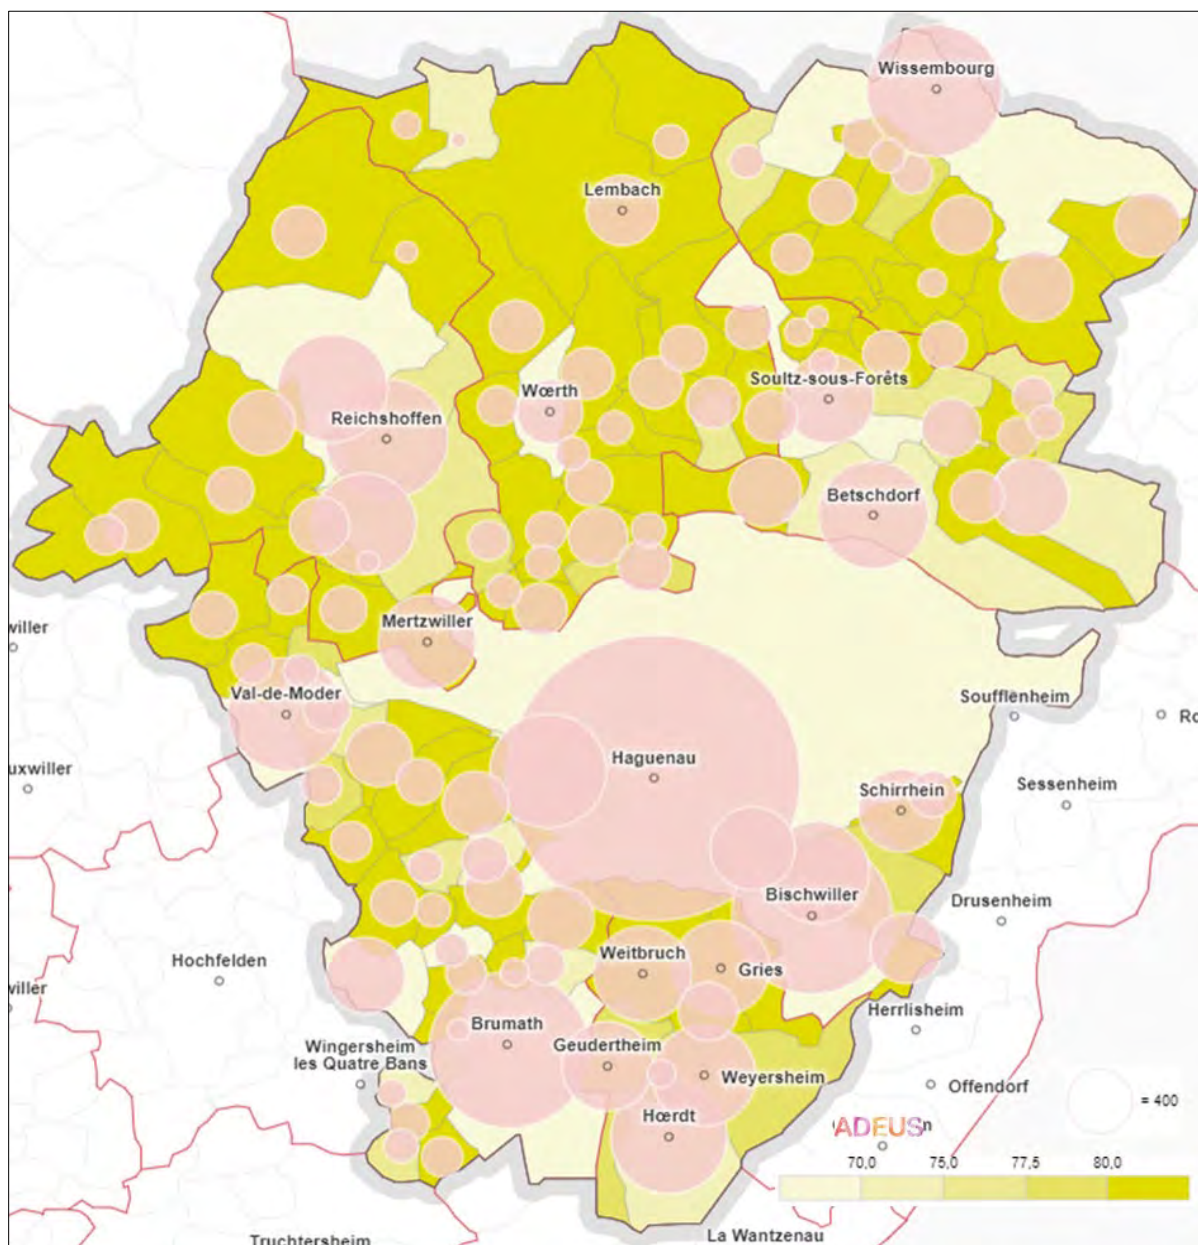 Wissembourg
Lembach
Wœrth
Soultz-sous-Forêts
Reichshoffen
Betschdorf
willer
Mertzwiller
Val-de-Moder
Soufflenheim
Ro
uxwiller
Haguenau
Schirrhein
Sessenheim
Bischwiller
Drusenheim
Hochfelden
Weitbruch
Gries
willer
Herrlisheim
Brumath
Wingersheim
les Quatre Bans
Geudertheim
Weyersheim
Offendorf
= 400
Hœrdt
ADEUS
70,0 75,0 77,5 80,0
La Wantzenau
Truchtersheim